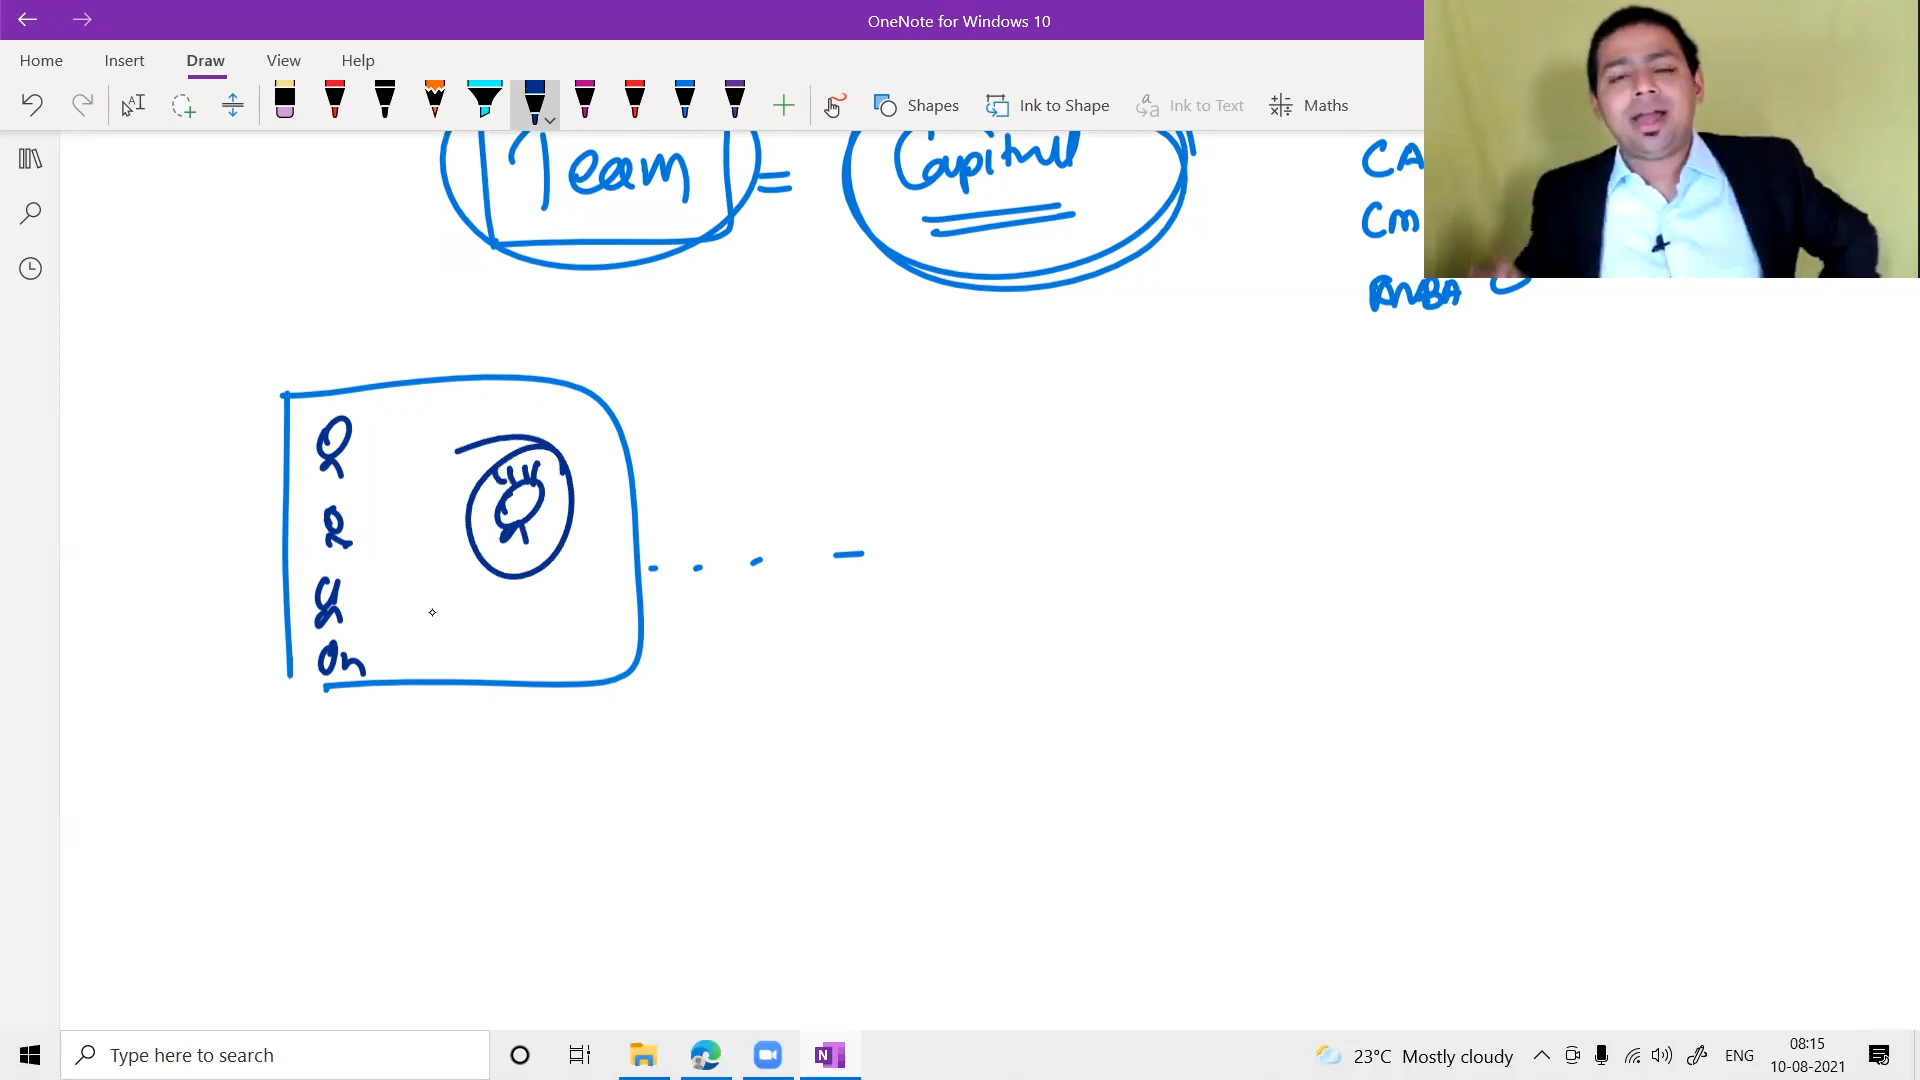 OneNote for Windows 10
Home Insert Draw View Help
Shapes Ink to Shape Ink to Text Maths
Team = Capital
CA
CM
Type here to search
23°C Mostly cloudy
ENG
08:15
10-08-2021